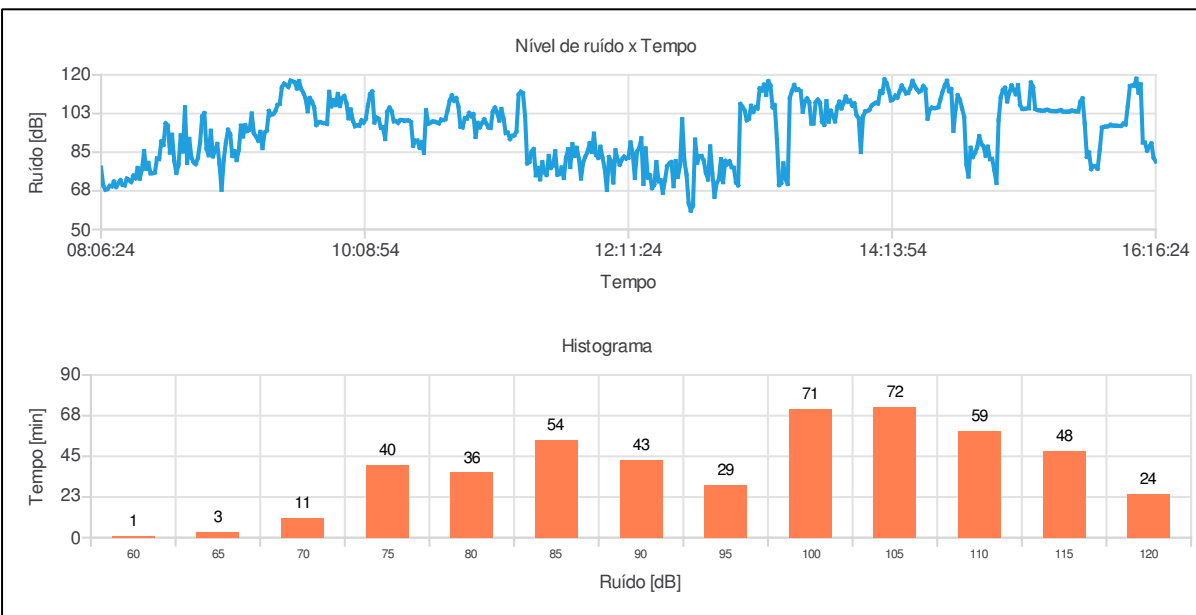 Nível de ruído x Tempo
120
103
85
68
50
Ruído [dB]
08:06:24 10:08:54 12:11:24 14:13:54 16:16:24
Tempo
Histograma
90
68
45
23
0
Tempo [min]
1 3 11 40 36 54 43 29 71 72 59 48 24
60 65 70 75 80 85 90 95 100 105 110 115 120
Ruído [dB]